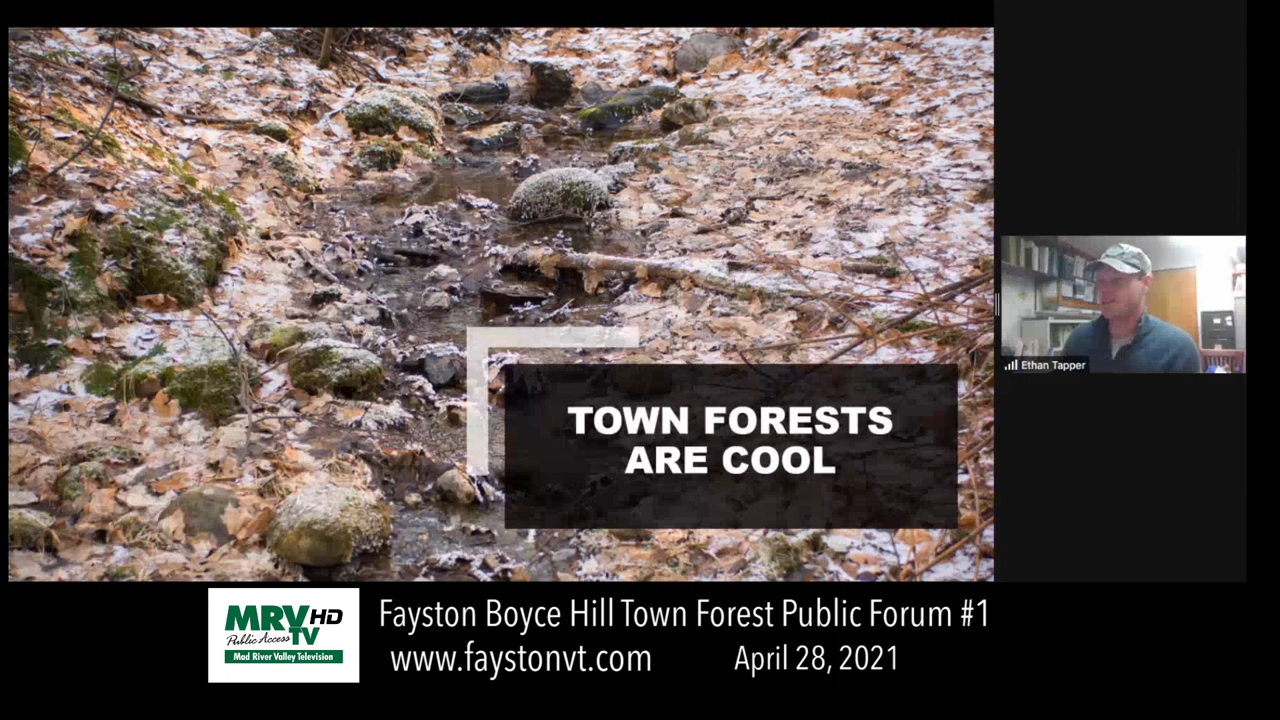 TOWN FORESTS
ARE COOL
Ethan Tapper
MRV HD
Public Access TV
Mad River Valley Television
Fayston Boyce Hill Town Forest Public Forum #1
www.faystonvt.com
April 28, 2021